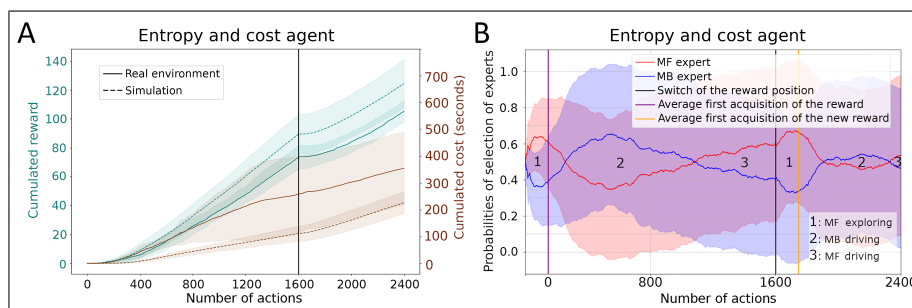 A
Entropy and cost agent
Cumulated reward
140
120
100
80
60
40
20
0
Real environment
Simulation
700
600
500
400
300
200
100
0
Cumulated cost (seconds)
0
400
800
1200
1600
2000
2400
Number of actions
B
Entropy and cost agent
Probabilities of selection of experts
1.0
0.8
0.6
0.4
0.2
0.0
MF expert
MB expert
Switch of the reward position
Average first acquisition of the reward
Average first acquisition of the new reward
1
2
3
1
2
3
1: MF exploring
2: MB driving
3: MF driving
0
800
1600
2400
Number of actions